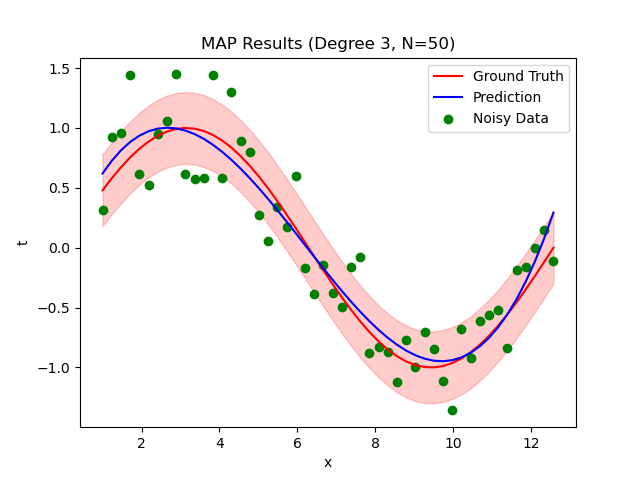 MAP Results (Degree 3, N=50)
Ground Truth
Prediction
Noisy Data
1.5
1.0
0.5
0.0
−0.5
−1.0
t
2
4
6
8
10
12
x